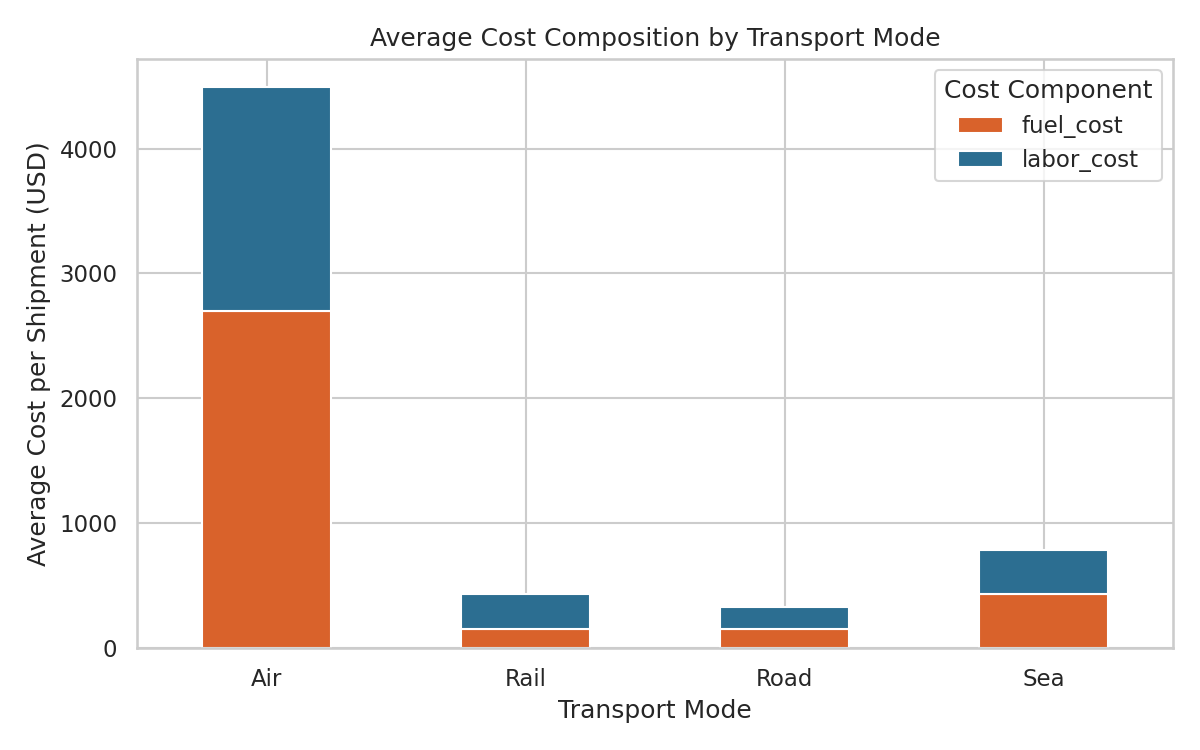 Average Cost Composition by Transport Mode
Average Cost per Shipment (USD)
4000
3000
2000
1000
0
Cost Component
fuel_cost
labor_cost
Air
Rail
Road
Sea
Transport Mode